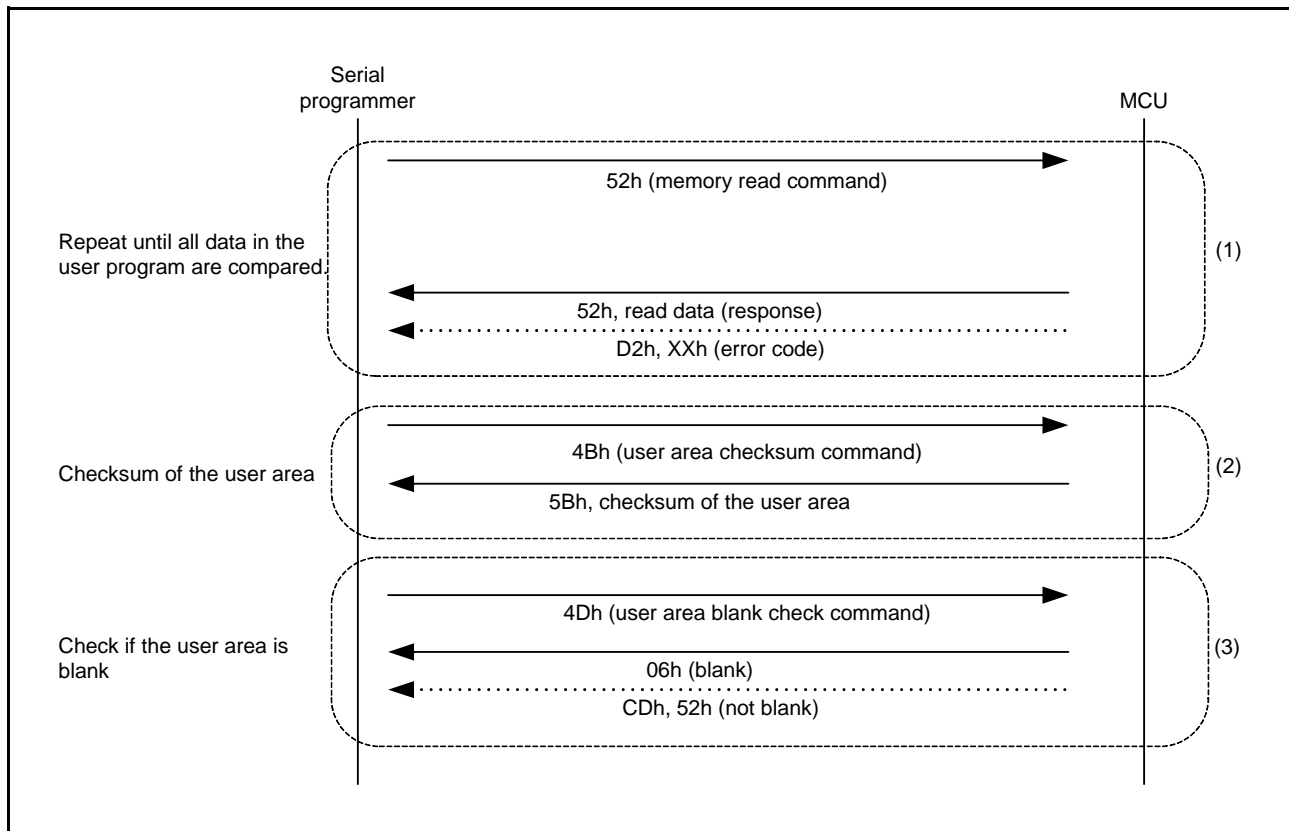 Serial
programmer
MCU
52h (memory read command)
Repeat until all data in the
user program are compared.
(1)
52h, read data (response)
D2h, XXh (error code)
4Bh (user area checksum command)
Checksum of the user area
(2)
5Bh, checksum of the user area
4Dh (user area blank check command)
Check if the user area is
blank
(3)
06h (blank)
CDh, 52h (not blank)